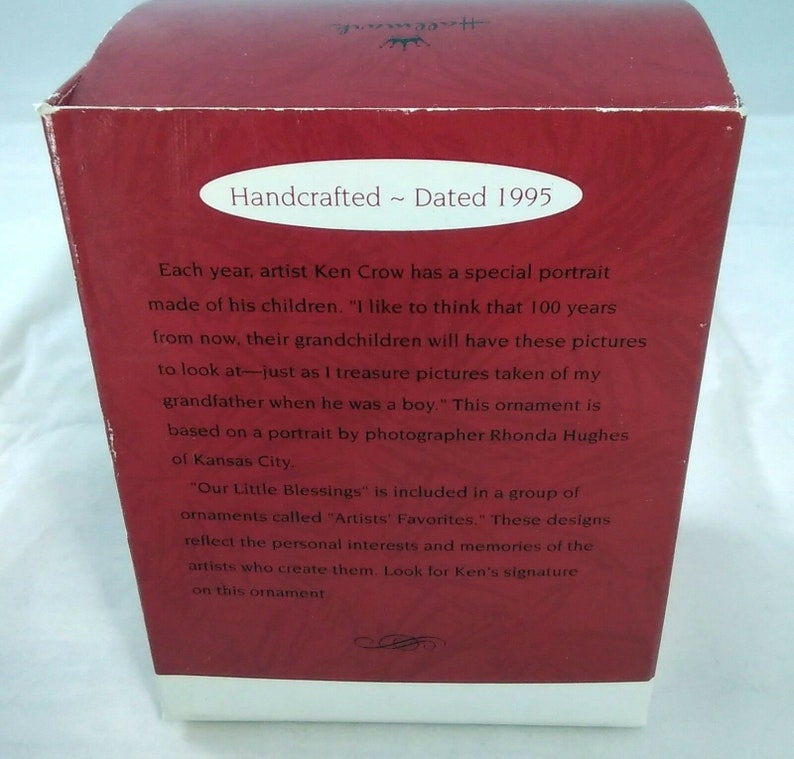 Hallmark
Handcrafted ~ Dated 1995
Each year, artist Ken Crow has a special portrait
made of his children. "I like to think that 100 years
from now, their grandchildren will have these pictures
to look at—just as I treasure pictures taken of my
grandfather when he was a boy." This ornament is
based on a portrait by photographer Rhonda Hughes
of Kansas City.
"Our Little Blessings" is included in a group of
ornaments called "Artists' Favorites." These designs
reflect the personal interests and memories of the
artists who create them. Look for Ken's signature
on this ornament.